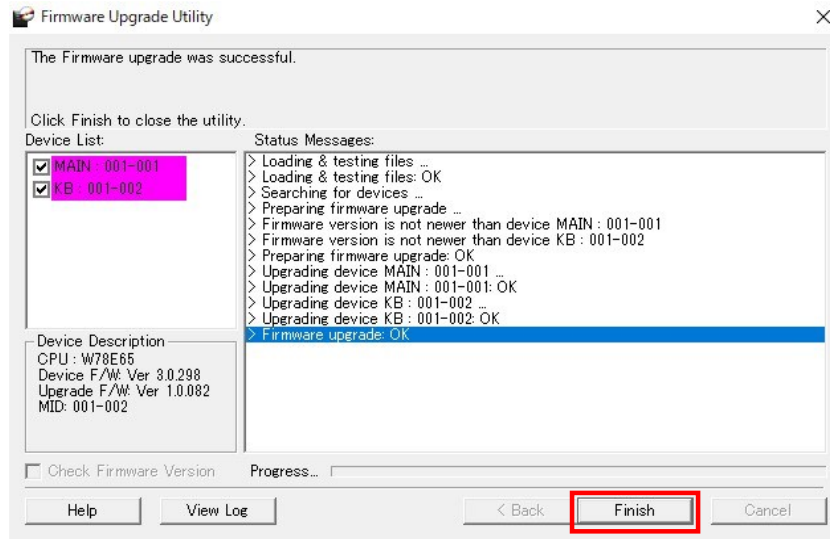 Firmware Upgrade Utility
The Firmware upgrade was successful.
Click Finish to close the utility.
Device List:
MAIN : 001-001
KB : 001-002
Status Messages:
> Loading & testing files ...
> Loading & testing files: OK
> Searching for devices ...
> Preparing firmware upgrade ...
> Firmware version is not newer than device MAIN : 001-001
> Firmware version is not newer than device KB : 001-002
> Preparing firmware upgrade: OK
> Upgrading device MAIN : 001-001 ...
> Upgrading device MAIN : 001-001: OK
> Upgrading device KB : 001-002 ...
> Upgrading device KB : 001-002: OK
> Firmware upgrade: OK
Device Description
CPU : W78E65
Device F/W: Ver 3.0.298
Upgrade F/W: Ver 1.0.082
MID: 001-002
Check Firmware Version
Progress...
Help
View Log
< Back
Finish
Cancel